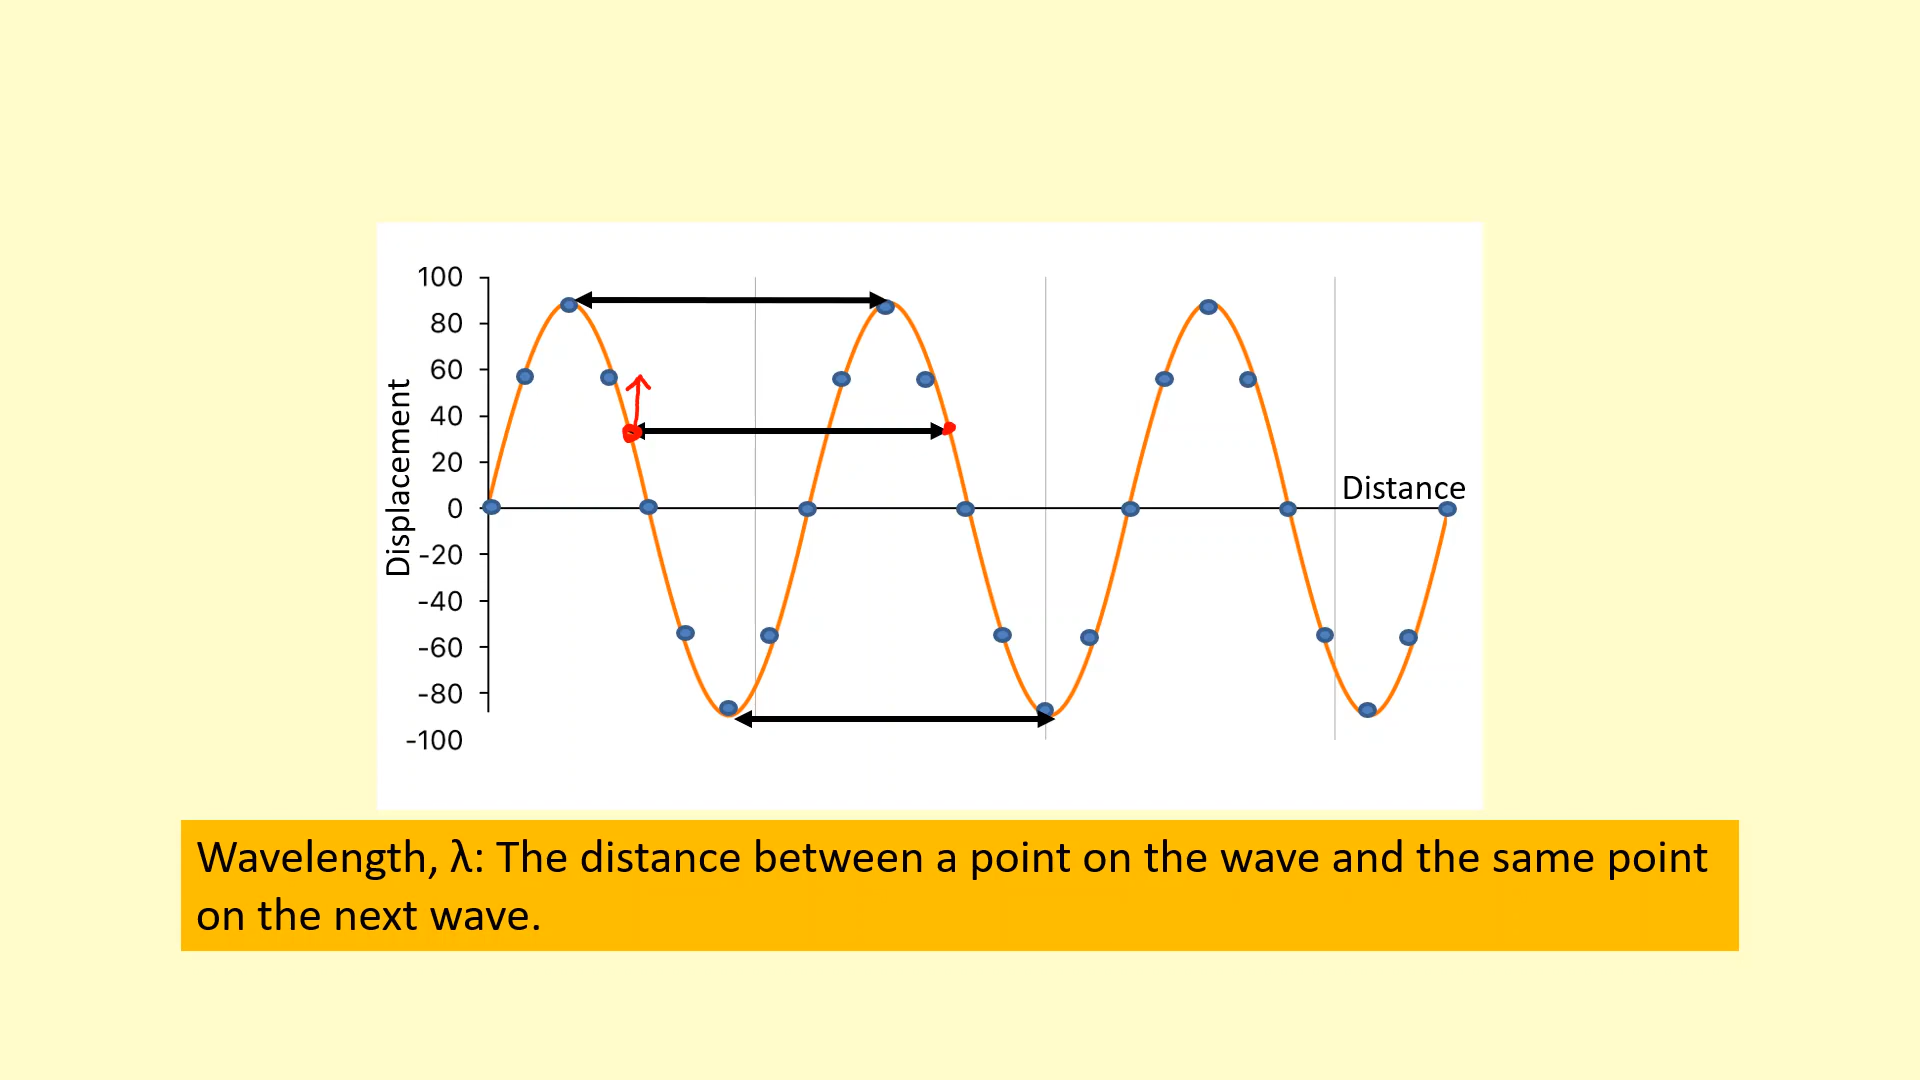 100
80
60
40
20
0
-20
-40
-60
-80
-100
Displacement
Distance
Wavelength, λ: The distance between a point on the wave and the same point
on the next wave.